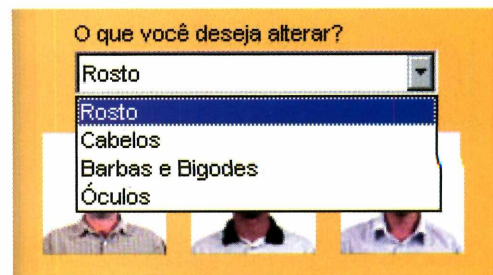 O que você deseja alterar?
Rosto
Rosto
Cabelos
Barbas e Bigodes
Óculos